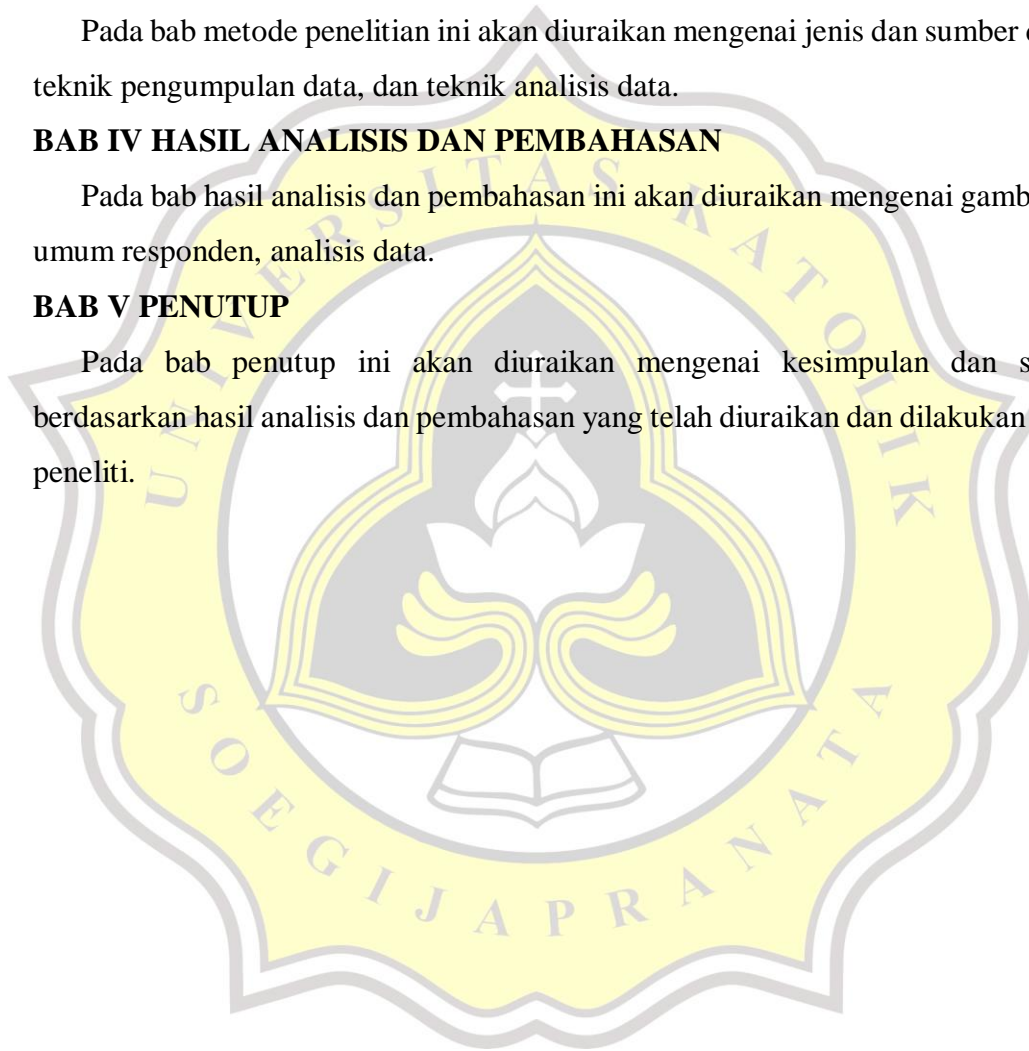 Pada bab metode penelitian ini akan diuraikan mengenai jenis dan sumber
teknik pengumpulan data, dan teknik analisis data.
BAB IV HASIL ANALISIS DAN PEMBAHASAN
Pada bab hasil analisis dan pembahasan ini akan diuraikan mengenai
umum responden, analisis data.
BAB V PENUTUP
Pada bab penutup ini akan diuraikan mengenai kesimpulan dan
berdasarkan hasil analisis dan pembahasan yang telah diuraikan dan dilakukan
peneliti.
UNIVERSITAS KATOLIK
SOEGIJAPRANATA